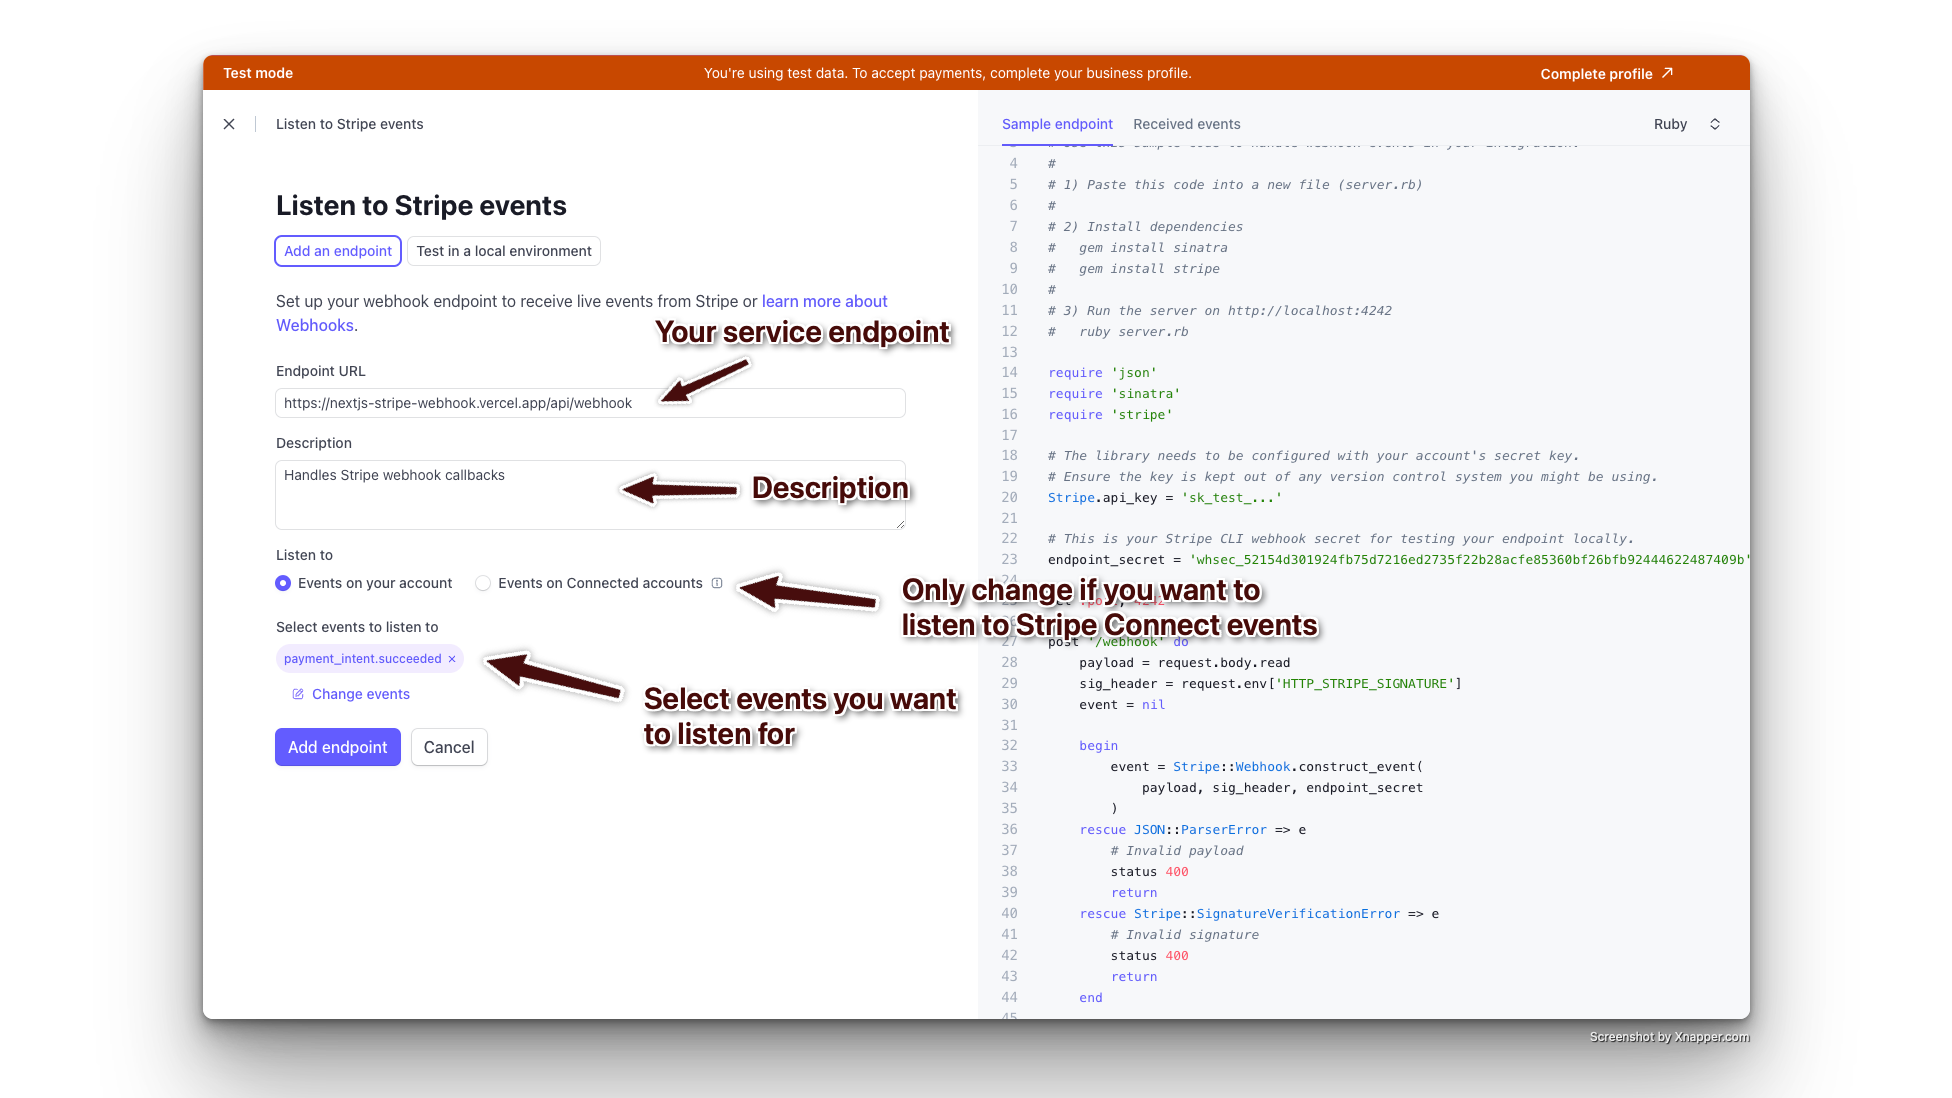 Test mode
You're using test data. To accept payments, complete your business profile.
Complete profile
Listen to Stripe events
Listen to Stripe events
Add an endpoint
Test in a local environment
Set up your webhook endpoint to receive live events from Stripe or learn more about
Webhooks.
Your service endpoint
Endpoint URL
https://nextjs-stripe-webhook.vercel.app/api/webhook
Description
Handles Stripe webhook callbacks
Description
Listen to
Events on your account
Events on Connected accounts
Only change if you want to
listen to Stripe Connect events
Select events to listen to
payment_intent.succeeded ×
Change events
Select events you want
to listen for
Add endpoint
Cancel
Sample endpoint
Received events
Ruby
4 #
5 # 1) Paste this code into a new file (server.rb)
6 #
7 # 2) Install dependencies
8 #   gem install sinatra
9 #   gem install stripe
10 #
11 # 3) Run the server on http://localhost:4242
12 #   ruby server.rb
13
14 require 'json'
15 require 'sinatra'
16 require 'stripe'
17
18 # The library needs to be configured with your account's secret key.
19 # Ensure the key is kept out of any version control system you might be using.
20 Stripe.api_key = 'sk_test_...'
21
22 # This is your Stripe CLI webhook secret for testing your endpoint locally.
23 endpoint_secret = 'whsec_52154d301924fb75d7216ed2735f22b28acfe85360bf26bfb92444622487409b'
24
27 post '/webhook' do
28     payload = request.body.read
29     sig_header = request.env['HTTP_STRIPE_SIGNATURE']
30     event = nil
31
32     begin
33         event = Stripe::Webhook.construct_event(
34             payload, sig_header, endpoint_secret
35         )
36     rescue JSON::ParserError => e
37         # Invalid payload
38         status 400
39         return
40     rescue Stripe::SignatureVerificationError => e
41         # Invalid signature
42         status 400
43         return
44     end
45
Screenshot by Xnapper.com